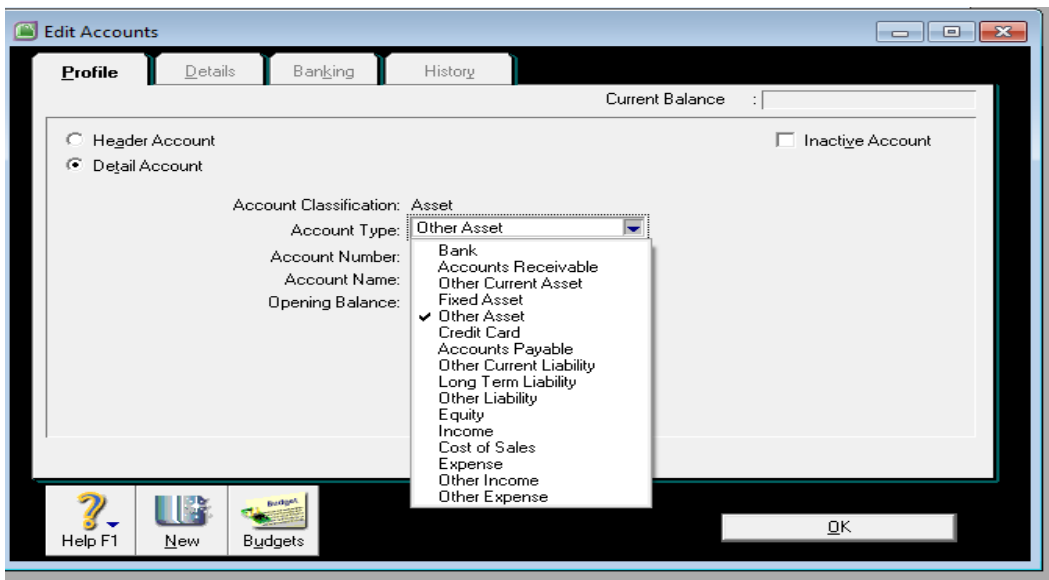 Edit Accounts
Profile
Details
Banking
History
Current Balance :
Header Account
Inactive Account
Detail Account
Account Classification: Asset
Account Type: Other Asset
Account Number:
Account Name:
Opening Balance:
Bank
Accounts Receivable
Other Current Asset
Fixed Asset
Other Asset
Credit Card
Accounts Payable
Other Current Liability
Long Term Liability
Other Liability
Equity
Income
Cost of Sales
Expense
Other Income
Other Expense
Budget
Help F1
New
Budgets
OK